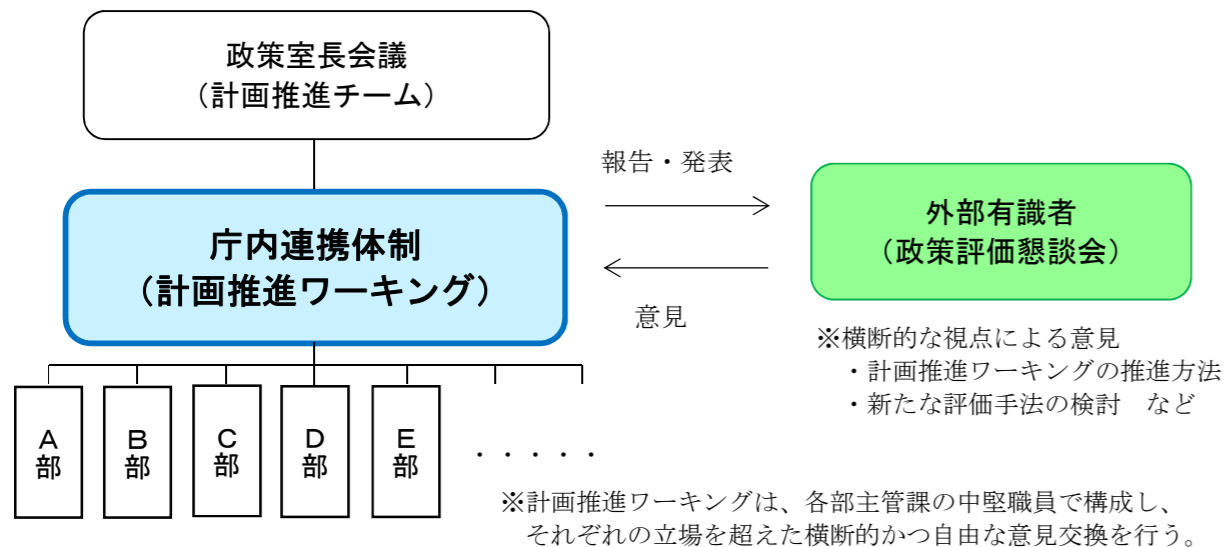 政策室長会議
（計画推進チーム）
報告・発表
庁内連携体制
（計画推進ワーキング）
外部有識者
（政策評価懇談会）
意見
※横断的な視点による意見
・計画推進ワーキングの推進方法
・新たな評価手法の検討　など
A部
B部
C部
D部
E部
・・・・・
※計画推進ワーキングは、各部主管課の中堅職員で構成し、
それぞれの立場を超えた横断的かつ自由な意見交換を行う。